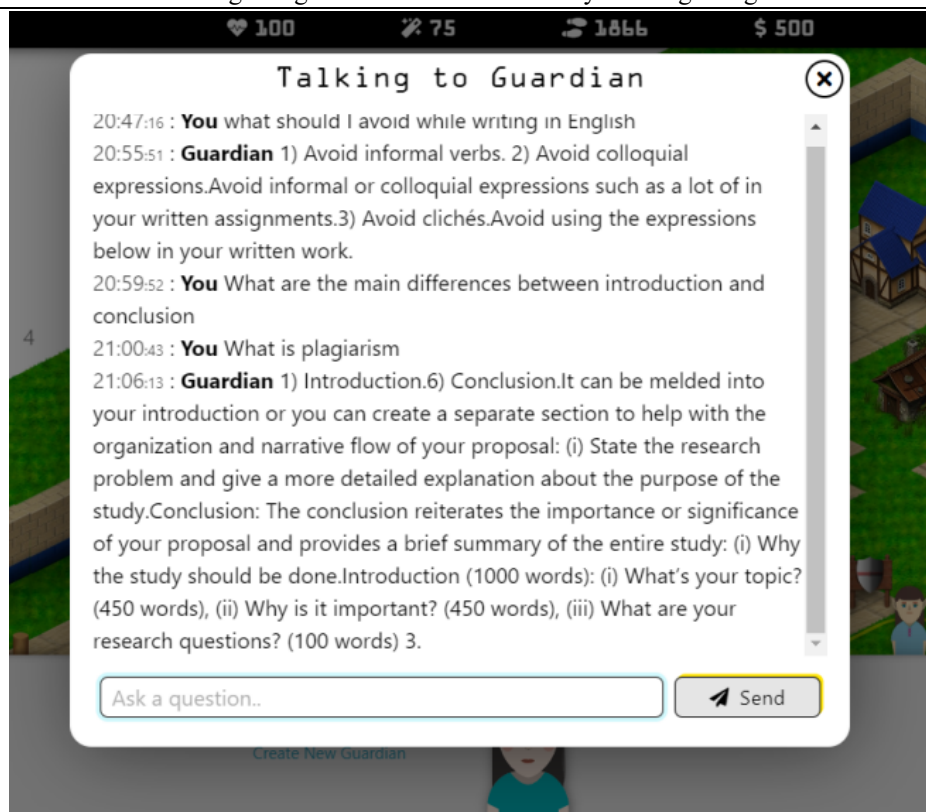 100 75 1866 $ 500
Talking to Guardian
20:47:16 : You what should I avoid while writing in English
20:55:51 : Guardian 1) Avoid informal verbs. 2) Avoid colloquial
expressions.Avoid informal or colloquial expressions such as a lot of in
your written assignments.3) Avoid clichés.Avoid using the expressions
below in your written work.
20:59:52 : You What are the main differences between introduction and
conclusion
21:00:43 : You What is plagiarism
21:06:13 : Guardian 1) Introduction.6) Conclusion.It can be melded into
your introduction or you can create a separate section to help with the
organization and narrative flow of your proposal: (i) State the research
problem and give a more detailed explanation about the purpose of the
study.Conclusion: The conclusion reiterates the importance or significance
of your proposal and provides a brief summary of the entire study: (i) Why
the study should be done.Introduction (1000 words): (i) What's your topic?
(450 words), (ii) Why is it important? (450 words), (iii) What are your
research questions? (100 words) 3.
4
Ask a question..
Send
Create New Guardian